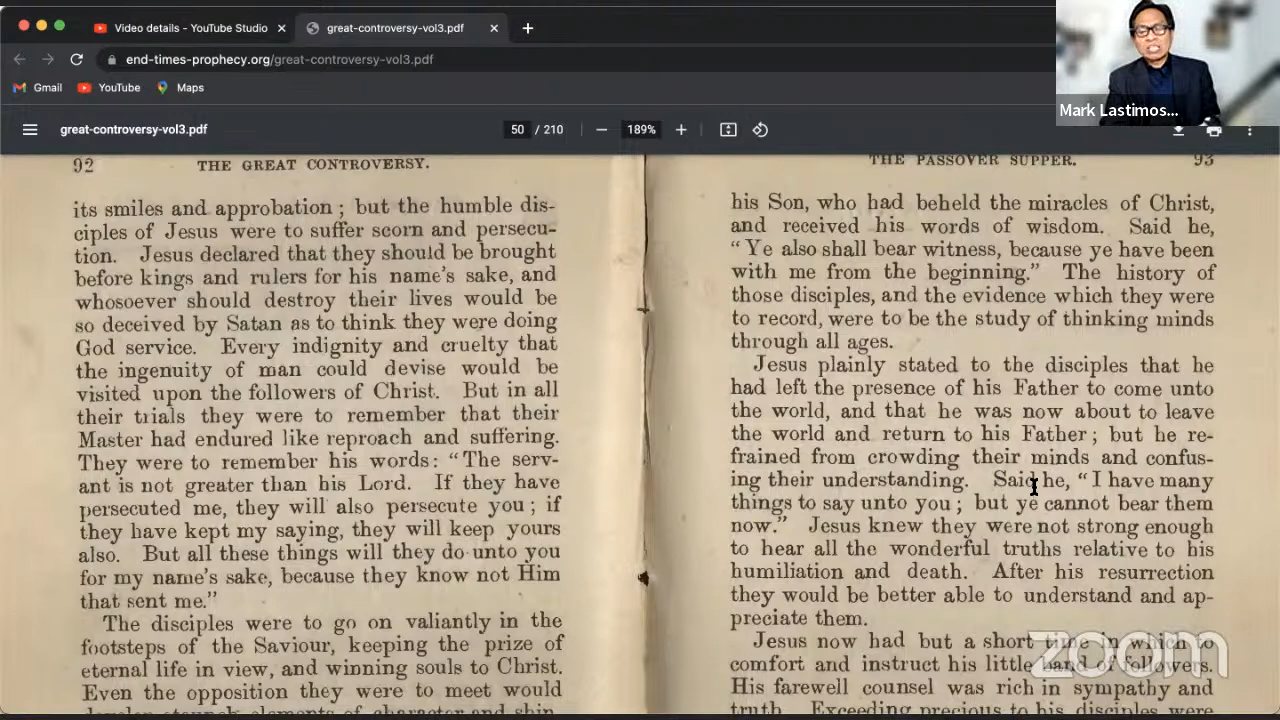 Video details - YouTube Studio
great-controversy-vol3.pdf
end-times-prophecy.org/great-controversy-vol3.pdf
Gmail
YouTube
Maps
Mark Lastimos...
great-controversy-vol3.pdf
50 / 210
189%
92
THE GREAT CONTROVERSY.
its smiles and approbation ; but the humble dis-
ciples of Jesus were to suffer scorn and persecu-
tion. Jesus declared that they should be brought
before kings and rulers for his name's sake, and
whosoever should destroy their lives would be
so deceived by Satan as to think they were doing
God service. Every indignity and cruelty that
the ingenuity of man could devise would be
visited upon the followers of Christ. But in all
their trials they were to remember that their
Master had endured like reproach and suffering.
They were to remember his words: “The serv-
ant is not greater than his Lord. If they have
persecuted me, they will also persecute you ; if
they have kept my saying, they will keep yours
also. But all these things will they do unto you
for my name's sake, because they know not Him
that sent me.”
The disciples were to go on valiantly in the
footsteps of the Saviour, keeping the prize of
eternal life in view, and winning souls to Christ.
Even the opposition they were to meet would
elements of character and
THE PASSOVER SUPPER.
93
his Son, who had beheld the miracles of Christ,
and received his words of wisdom. Said he,
“Ye also shall bear witness, because ye have been
with me from the beginning.” The history of
those disciples, and the evidence which they were
to record, were to be the study of thinking minds
through all ages.
Jesus plainly stated to the disciples that he
had left the presence of his Father to come unto
the world, and that he was now about to leave
the world and return to his Father ; but he re-
frained from crowding their minds and confus-
ing their understanding. Said he, “I have many
things to say unto you ; but ye cannot bear them
now.” Jesus knew they were not strong enough
to hear all the wonderful truths relative to his
humiliation and death. After his resurrection
they would be better able to understand and ap-
preciate them.
Jesus now had but a short time in which to
comfort and instruct his little band of followers.
His farewell counsel was rich in sympathy and
truth. Exceeding precious to his disciples were
zoom